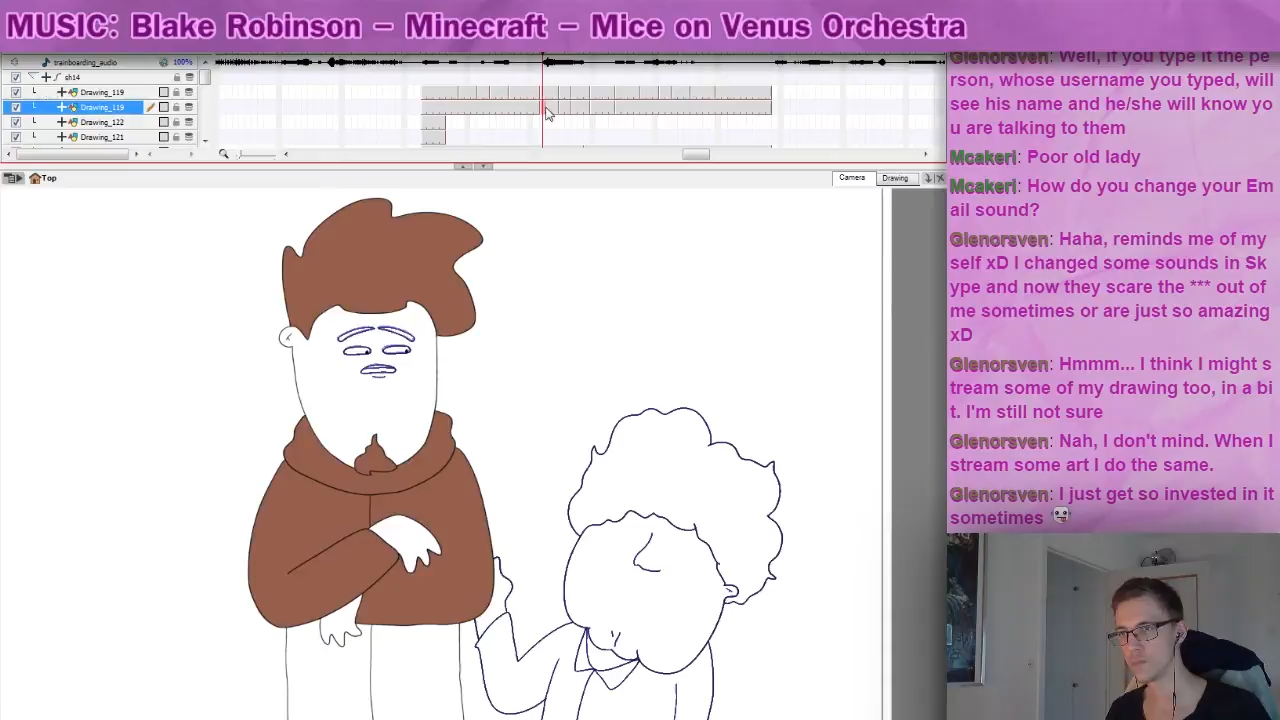 MUSIC: Blake Robinson – Minecraft – Mice on Venus Orchestra
trainboarding_audio 100%
sh14
Drawing_119
Drawing_119
Drawing_122
Drawing_121
Top
Camera Drawing
Glenorsven: Well, if you type it the pe
rson, whose username you typed, will
see his name and he/she will know yo
u are talking to them
Mcakeri: Poor old lady
Mcakeri: How do you change your Em
ail sound?
Glenorsven: Haha, reminds me of my
self xD I changed some sounds in Sk
ype and now they scare the *** out of
me sometimes or are just so amazing
xD
Glenorsven: Hmmm... I think I might s
tream some of my drawing too, in a bi
t. I'm still not sure
Glenorsven: Nah, I don't mind. When I
stream some art I do the same.
Glenorsven: I just get so invested in it
sometimes